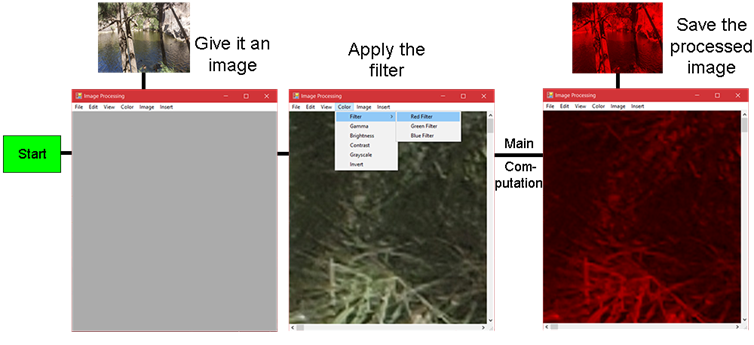 Give it an
image
Apply the
filter
Save the
processed
image
Start
Image Processing
File Edit View Color Image Insert
Image Processing
File Edit View Color Image Insert
Filter
Gamma
Brightness
Contrast
Grayscale
Invert
Red Filter
Green Filter
Blue Filter
Main
Com-
putation
Image Processing
File Edit View Color Image Insert